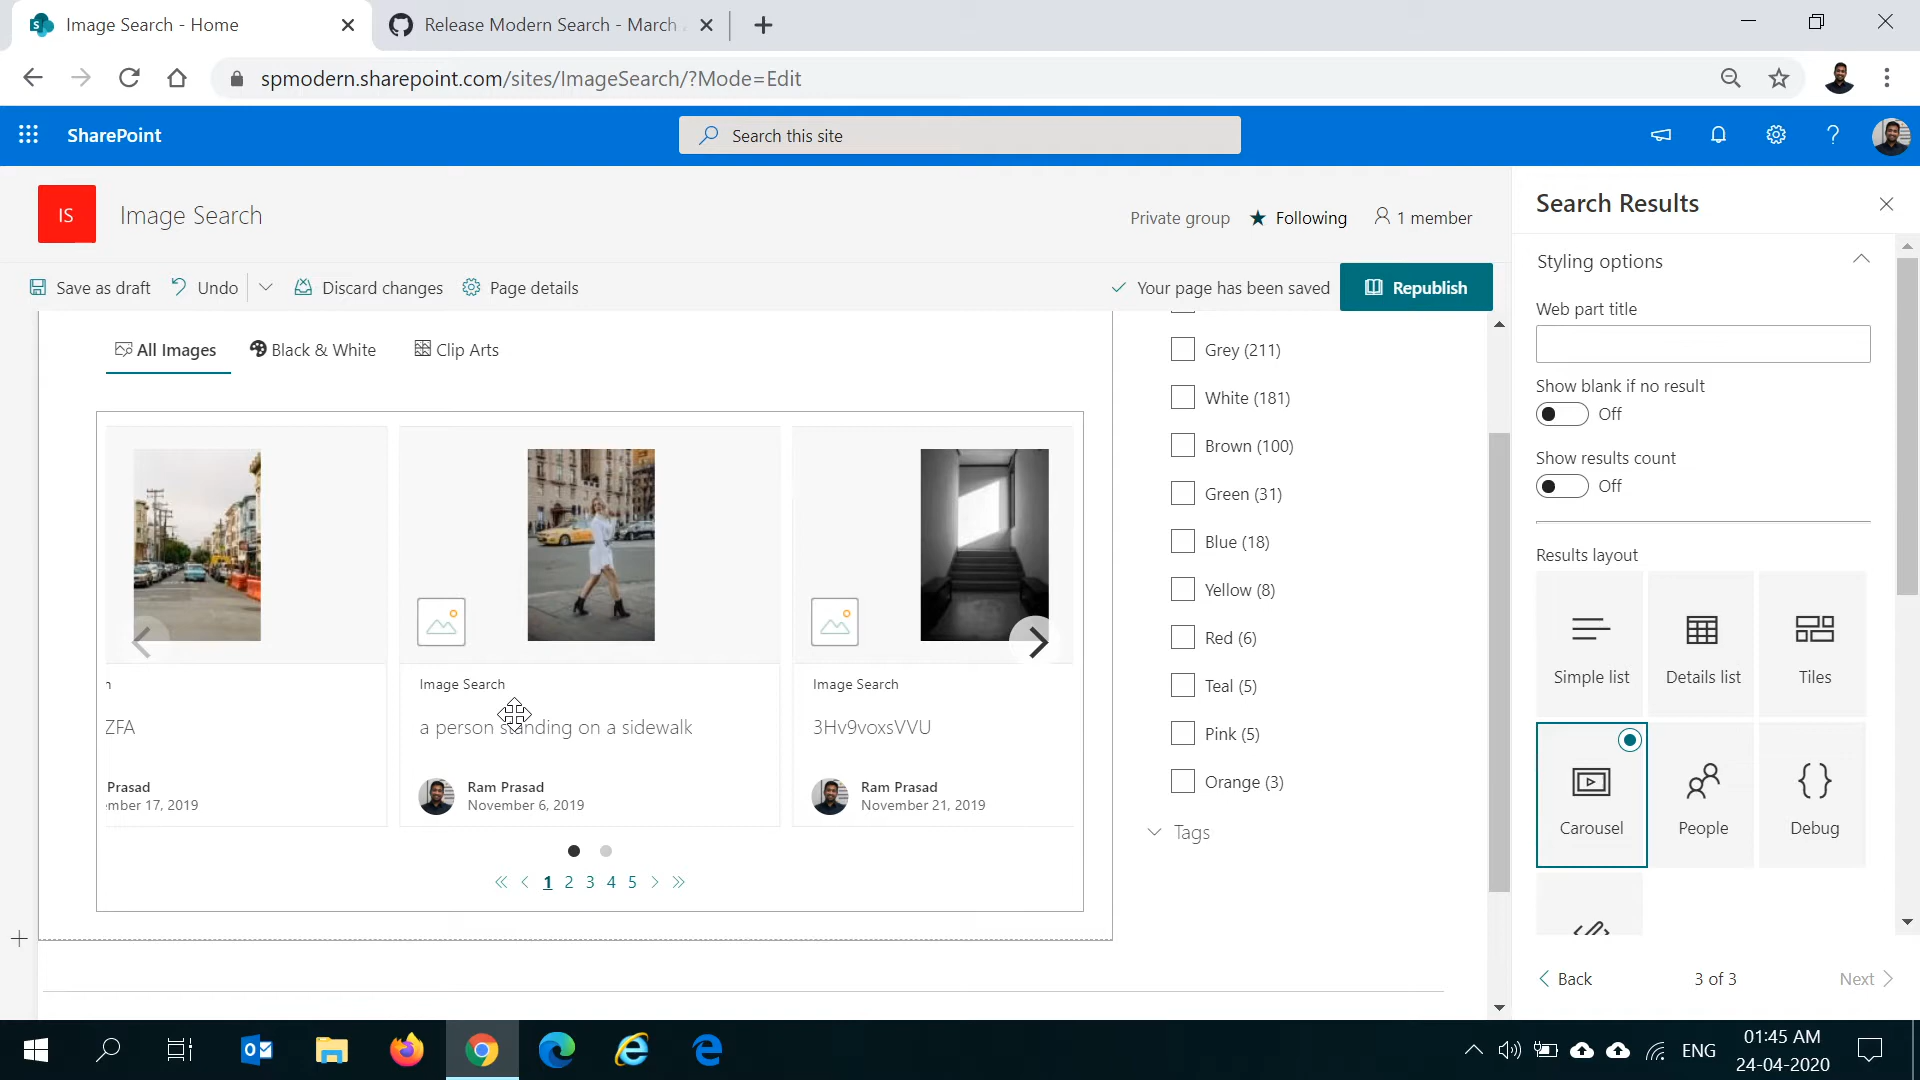 Image Search - Home
Release Modern Search - March
spmodern.sharepoint.com/sites/ImageSearch/?Mode=Edit
SharePoint
Search this site
IS
Image Search
Private group
Following
1 member
Save as draft
Undo
Discard changes
Page details
Your page has been saved
Republish
All Images
Black & White
Clip Arts
ZFA
Prasad
ember 17, 2019
Image Search
a person standing on a sidewalk
Ram Prasad
November 6, 2019
Image Search
3Hv9voxsVVU
Ram Prasad
November 21, 2019
« < 1 2 3 4 5 > »
Grey (211)
White (181)
Brown (100)
Green (31)
Blue (18)
Yellow (8)
Red (6)
Teal (5)
Pink (5)
Orange (3)
Tags
Search Results
Styling options
Web part title
Show blank if no result
Off
Show results count
Off
Results layout
Simple list
Details list
Tiles
Carousel
People
Debug
Back
3 of 3
Next
ENG
01:45 AM
24-04-2020